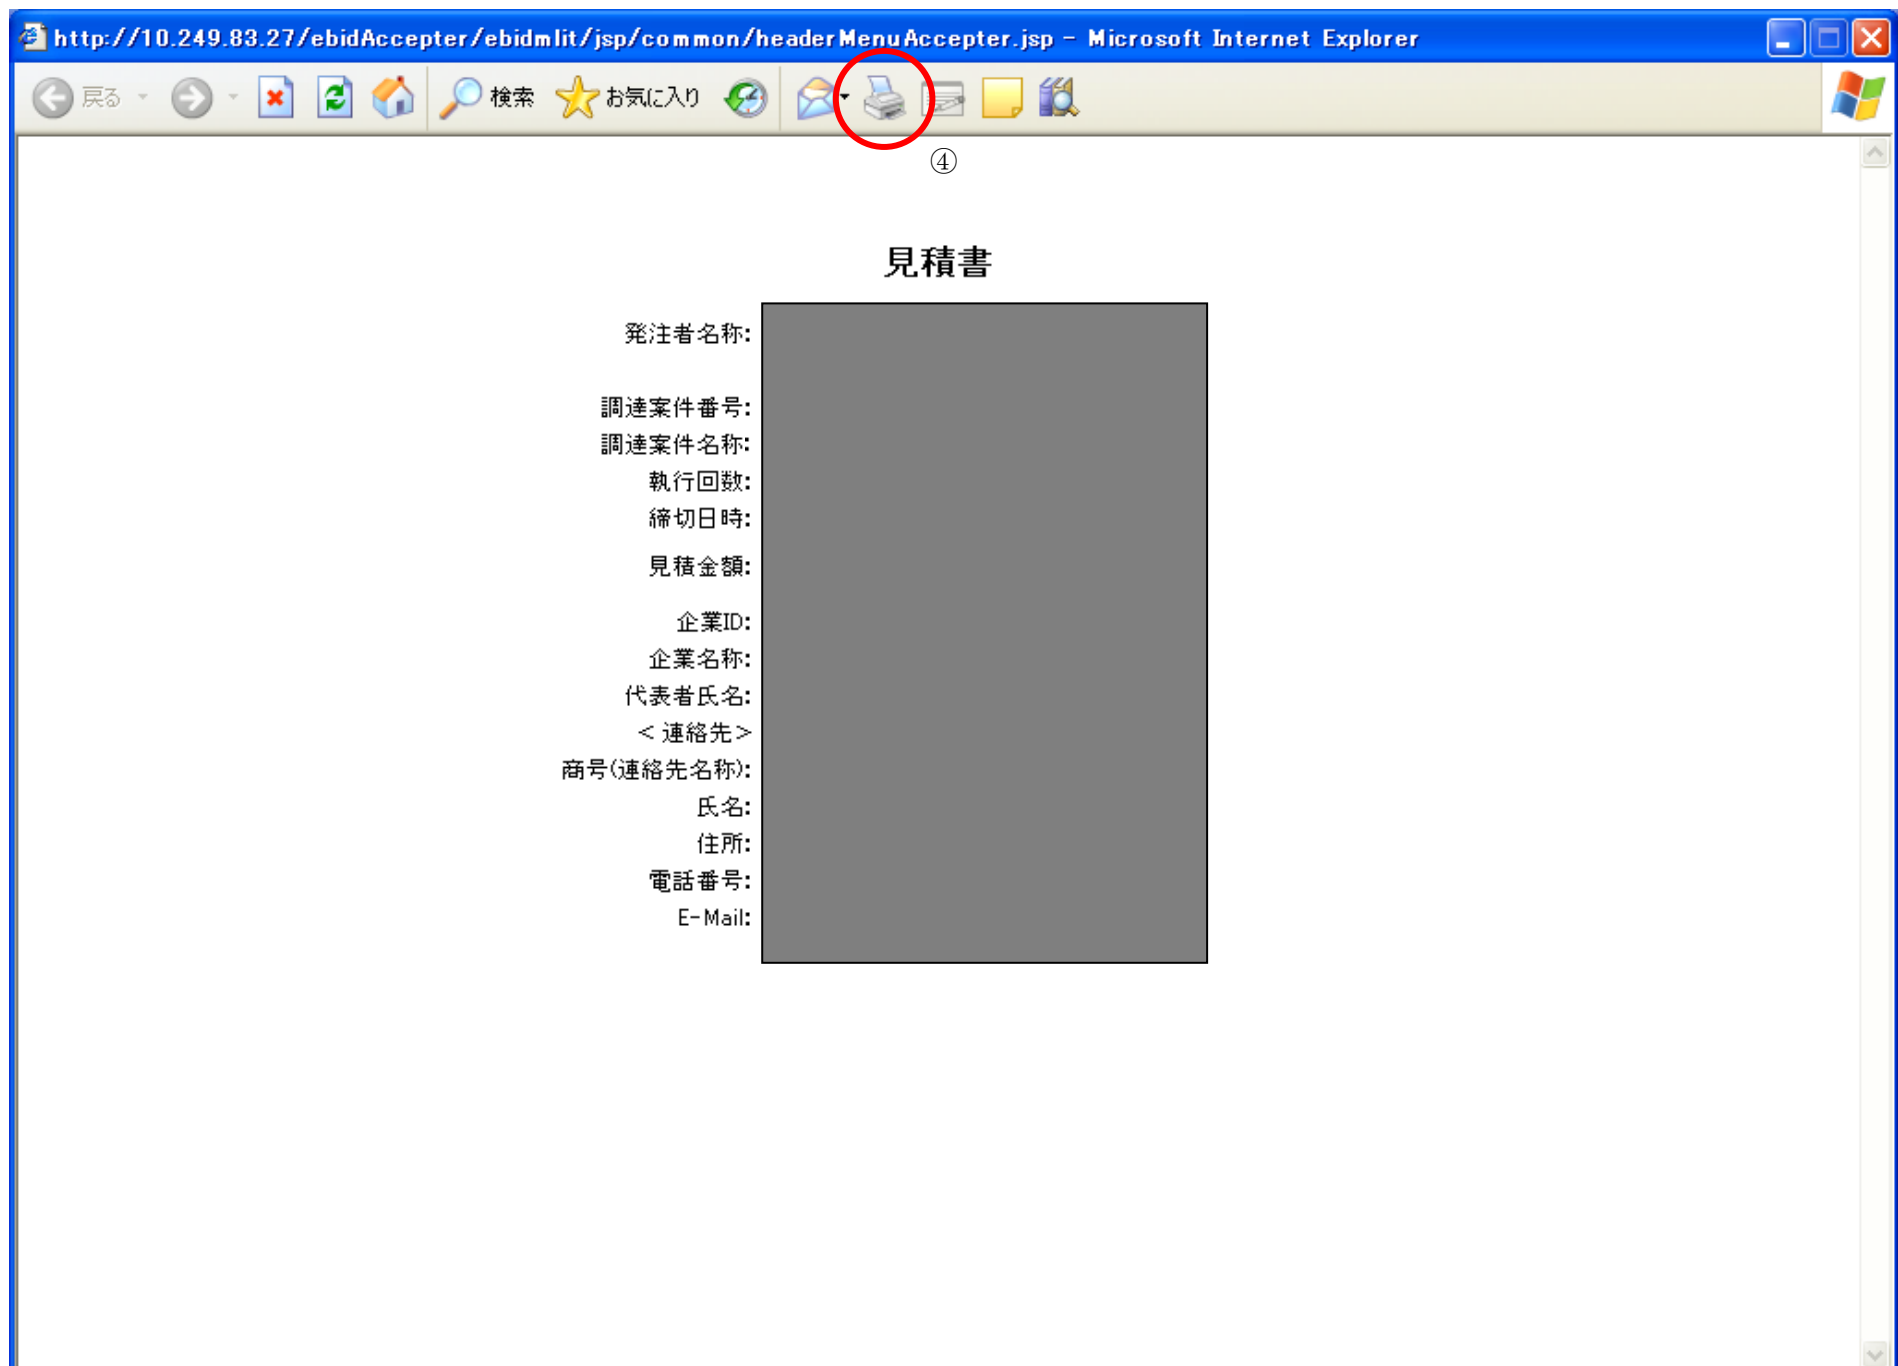 http://10.249.83.27/ebidAccepter/ebidmlit/jsp/common/headerMenuAccepter.jsp - Microsoft Internet Explorer
戻る 検索 お気に入り
④
見積書
発注者名称:
調達案件番号:
調達案件名称:
執行回数:
締切日時:
見積金額:
企業ID:
企業名称:
代表者氏名:
＜連絡先＞
商号(連絡先名称):
氏名:
住所:
電話番号:
E-Mail: